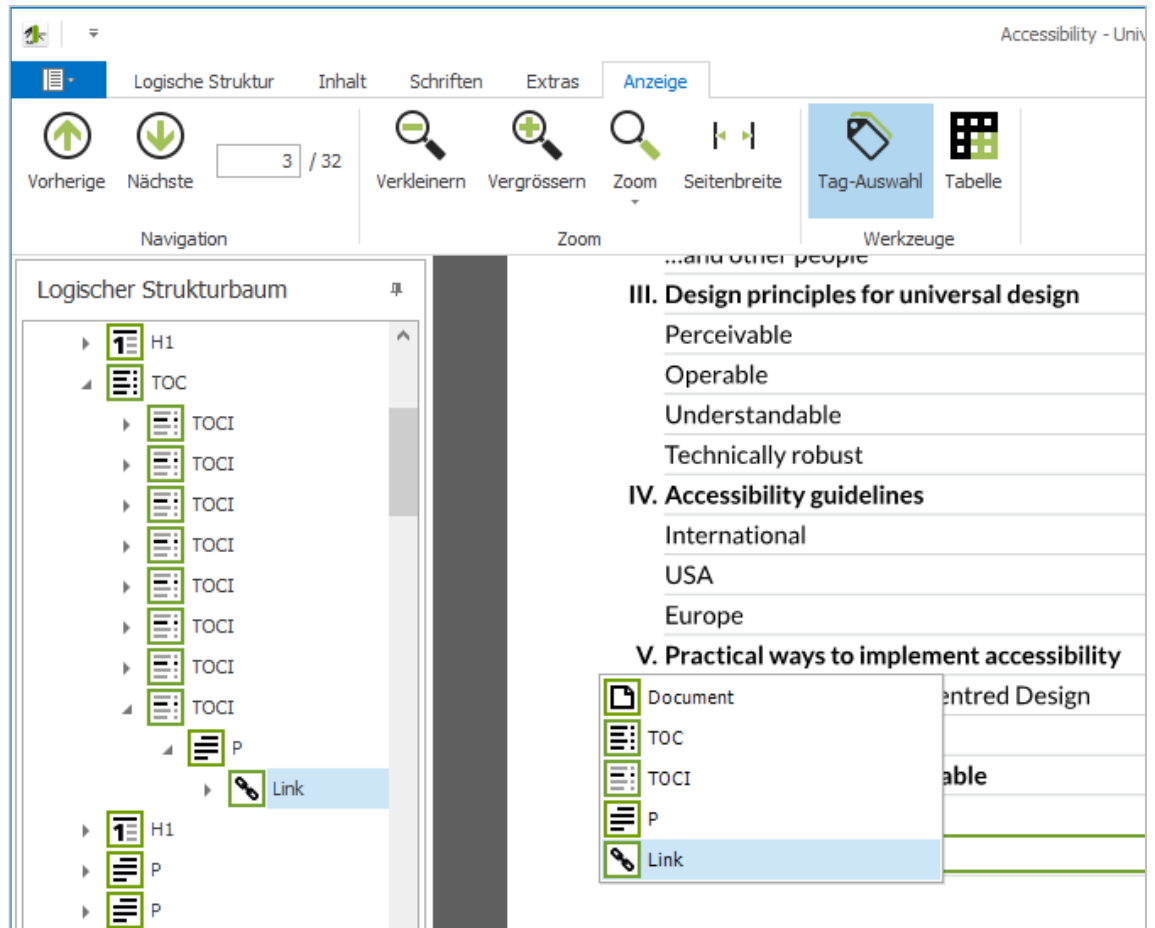 Accessibility - Univ
Logische Struktur Inhalt Schriften Extras Anzeige
3 / 32
Vorherige Nächste Verkleinern Vergrössern Zoom Seitenbreite Tag-Auswahl Tabelle
Navigation Zoom Werkzeuge
Logischer Strukturbaum
H1
TOC
TOCI
TOCI
TOCI
TOCI
TOCI
TOCI
TOCI
TOCI
P
Link
H1
P
P
...and other people
III. Design principles for universal design
Perceivable
Operable
Understandable
Technically robust
IV. Accessibility guidelines
International
USA
Europe
V. Practical ways to implement accessibility
entred Design
able
Document
TOC
TOCI
P
Link